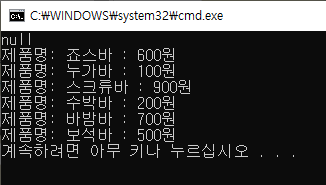 C:₩WINDOWS₩system32₩cmd.exe
null
제품명: 죠스바 : 600원
제품명: 누가바 : 100원
제품명: 스크류바 : 900원
제품명: 수박바 : 200원
제품명: 바밤바 : 700원
제품명: 보석바 : 500원
계속하려면 아무 키나 누르십시오 . . .